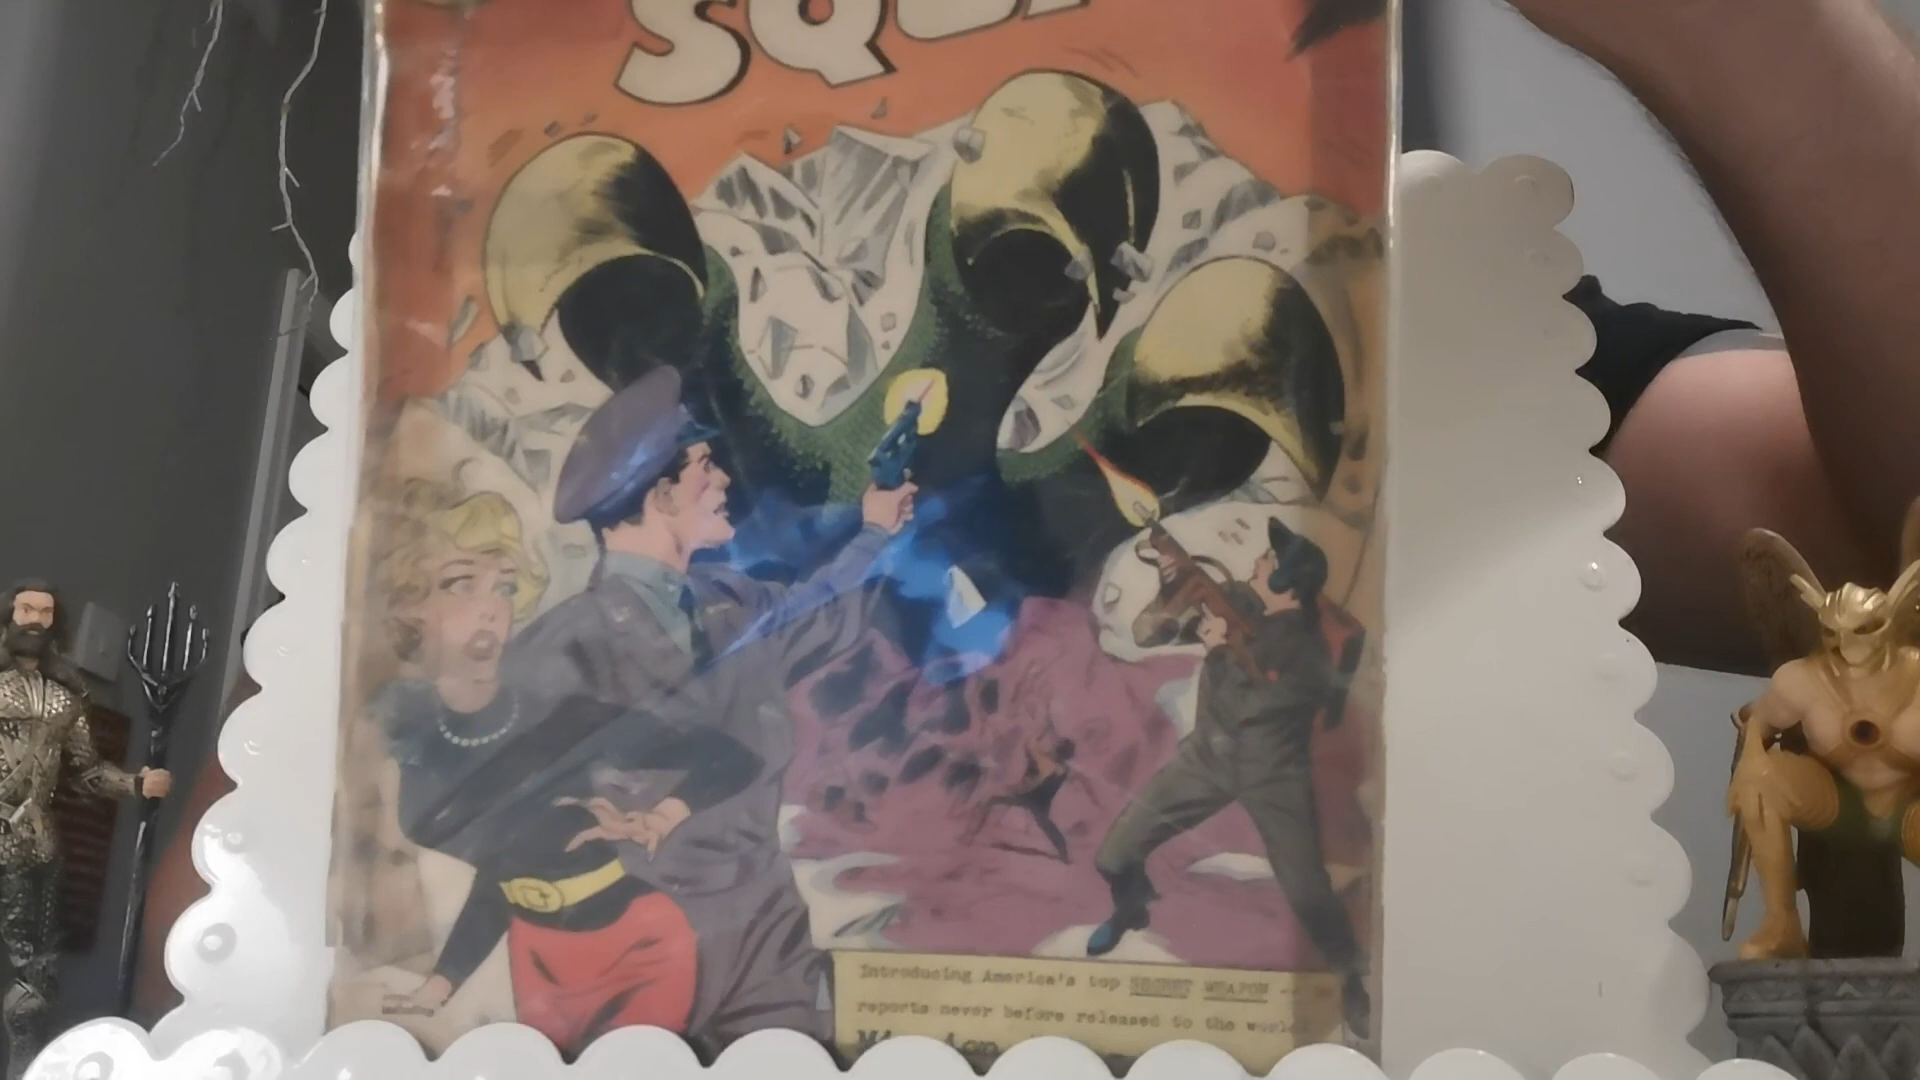 SQU
Introducing America's top SECRET WEAPON --
reports never before released to the world